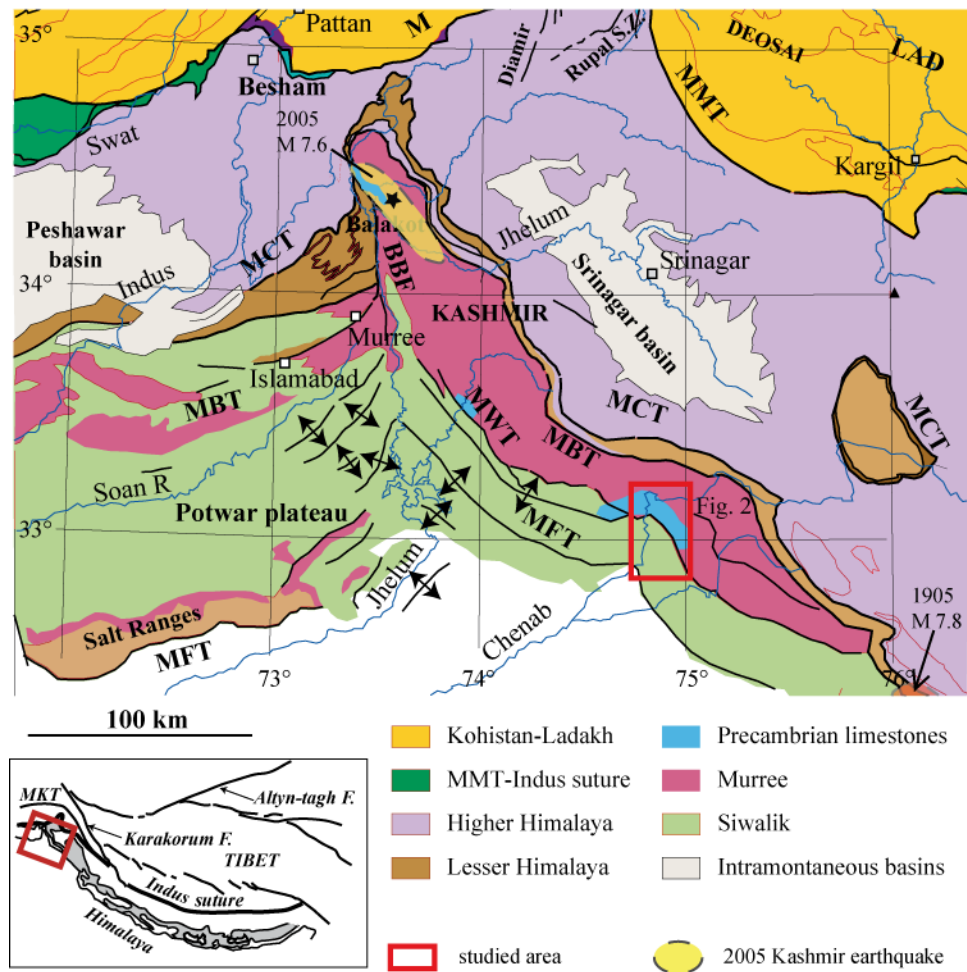 35°
Pattan
M
Diamir
Rupal S.Z.
DEOSAI
LAD
MMT
Besham
2005
M 7.6
Swat
Kargil
Peshawar
basin
MCT
Balakot
Jhelum
Srinagar
Srinagar basin
Indus
34°
BBF
KASHMIR
Murree
Islamabad
MBT
MWT
MBT
MCT
MCT
Soan R
Fig. 2
Potwar plateau
33°
MFT
Jhelum
Salt Ranges
MFT
Chenab
1905
M 7.8
73°
74°
75°
76°
100 km
Kohistan-Ladakh
MMT-Indus suture
Higher Himalaya
Lesser Himalaya
Precambrian limestones
Murree
Siwalik
Intramontaneous basins
studied area
2005 Kashmir earthquake
MKT
Altyn-tagh F.
Karakorum F.
TIBET
Indus suture
Himalaya